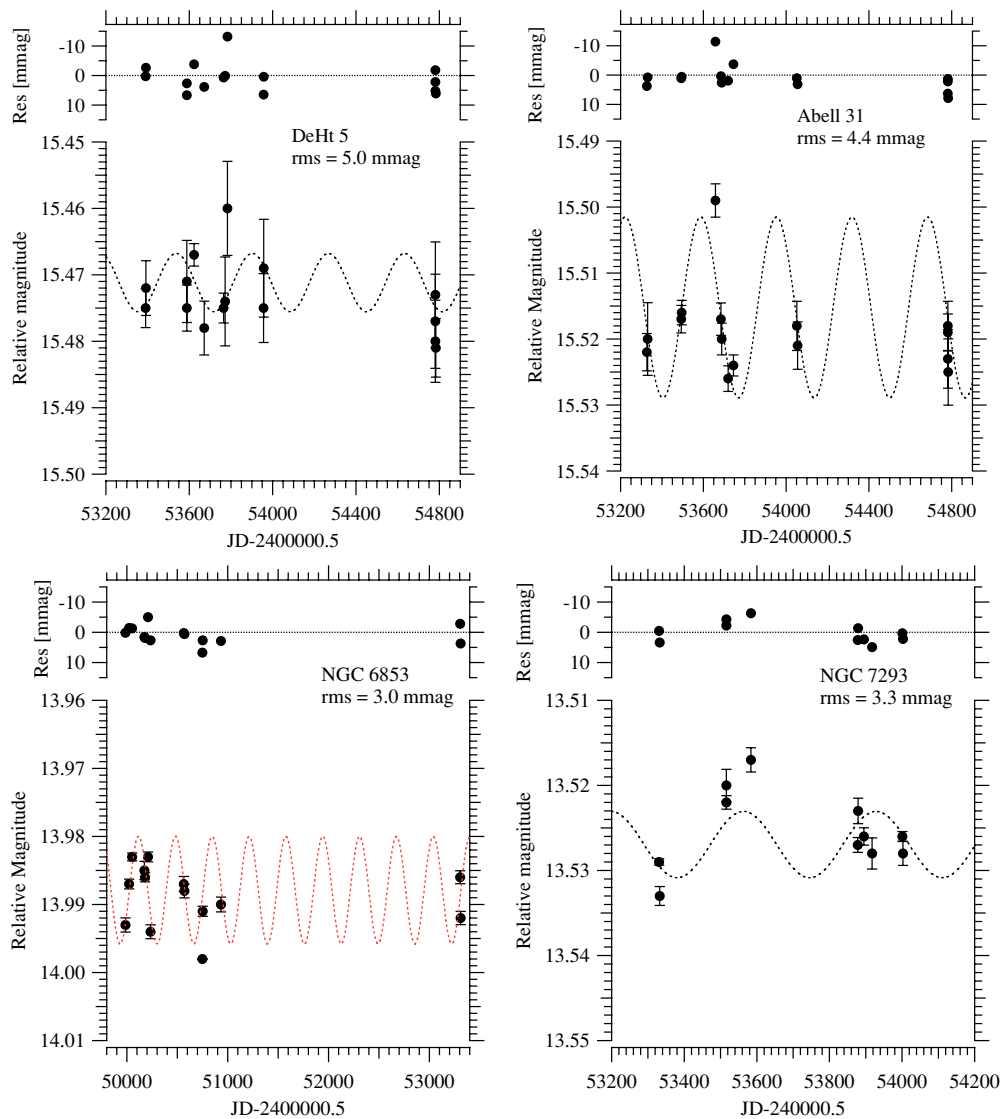 Res [mmag]
-10
0
10
DeHt 5
rms = 5.0 mmag
Relative magnitude
15.45
15.46
15.47
15.48
15.49
15.50
53200
53600
54000
54400
54800
JD-2400000.5
Res [mmag]
-10
0
10
Abell 31
rms = 4.4 mmag
Relative Magnitude
15.49
15.50
15.51
15.52
15.53
15.54
53200
53600
54000
54400
54800
JD-2400000.5
Res [mmag]
-10
0
10
NGC 6853
rms = 3.0 mmag
Relative Magnitude
13.96
13.97
13.98
13.99
14.00
14.01
50000
51000
52000
53000
JD-2400000.5
Res [mmag]
-10
0
10
NGC 7293
rms = 3.3 mmag
Relative magnitude
13.51
13.52
13.53
13.54
13.55
53200
53400
53600
53800
54000
54200
JD-2400000.5